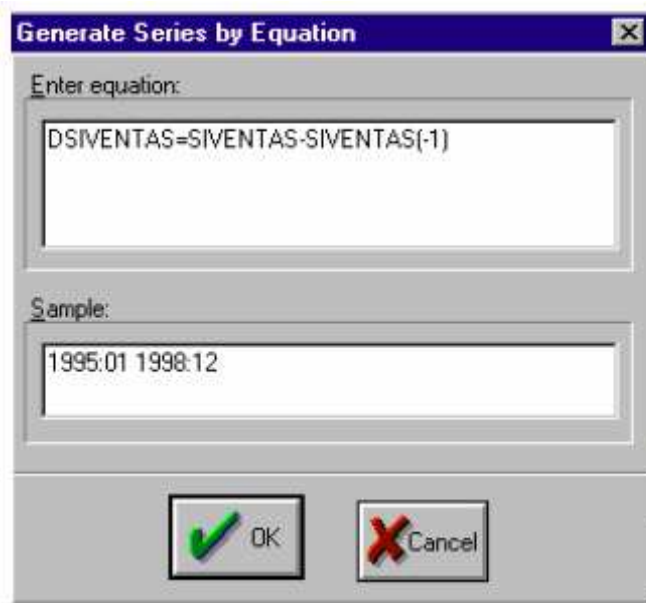 Generate Series by Equation
Enter equation:
DSIVENTAS=SIVENTAS-SIVENTAS(-1)
Sample:
1995:01 1998:12
OK
Cancel